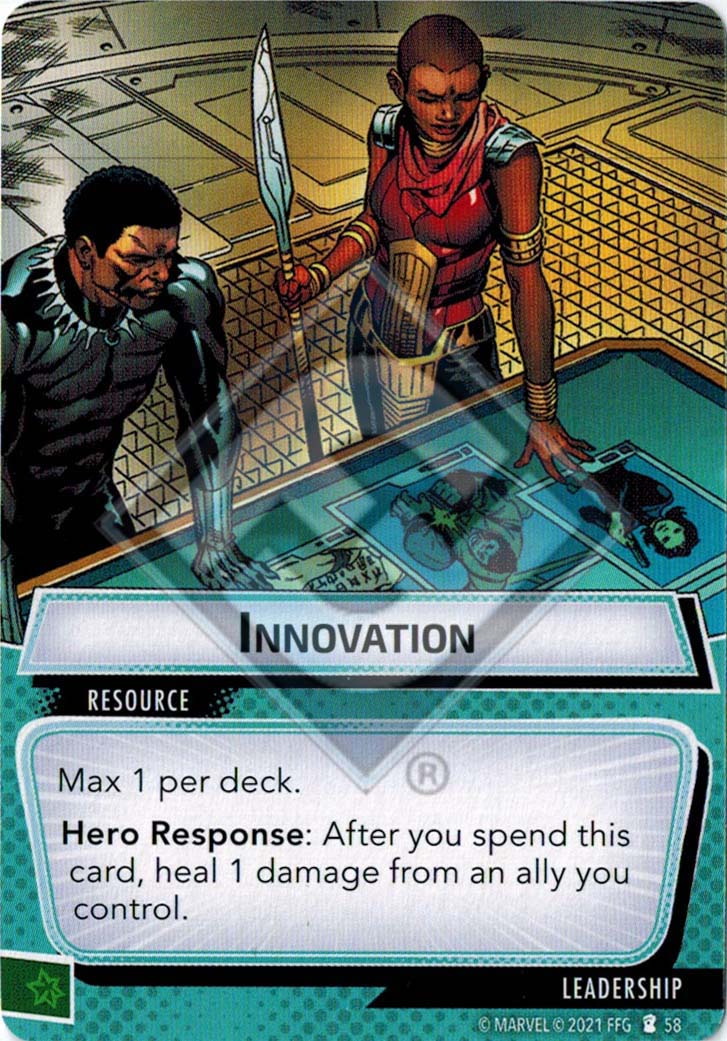 INNOVATION
RESOURCE
Max 1 per deck.
Hero Response: After you spend this
card, heal 1 damage from an ally you
control.
LEADERSHIP
© MARVEL © 2021 FFG 58
®